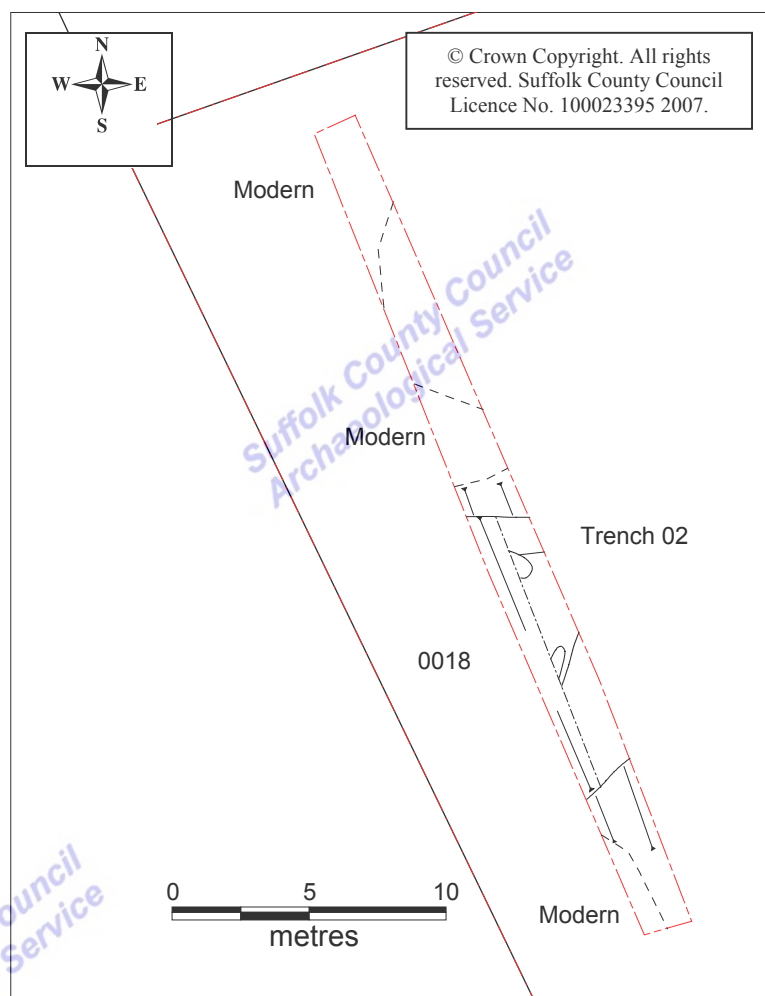 N
W E
S
© Crown Copyright. All rights
reserved. Suffolk County Council
Licence No. 100023395 2007.
Modern
Suffolk County Council
Archaeological Service
Modern
Trench 02
0018
ouncil
Service
0 5 10
metres
Modern